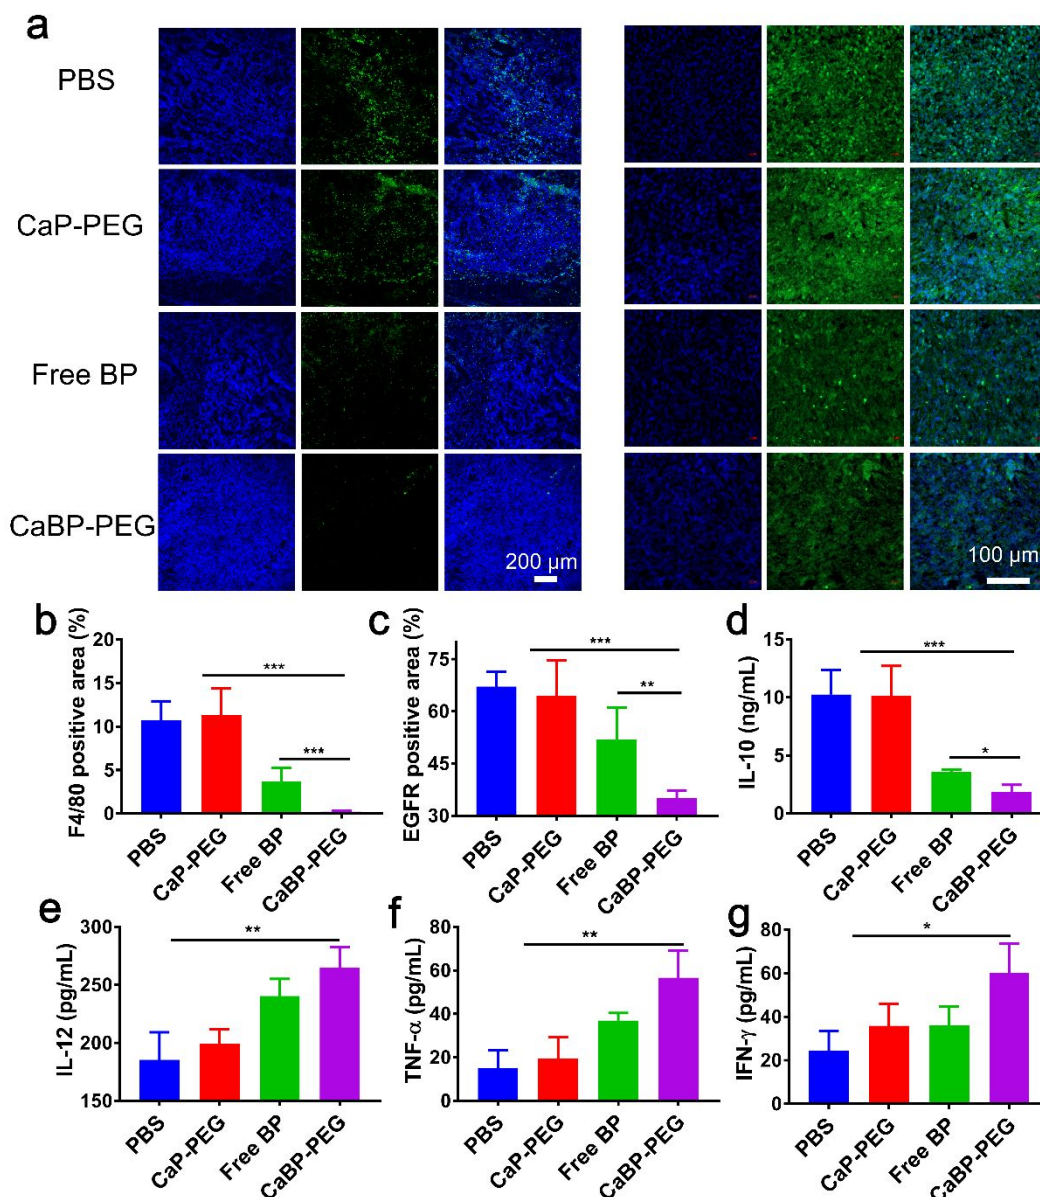 a
PBS
CaP-PEG
Free BP
CaBP-PEG
200 µm
100 µm
b
F4/80 positive area (%)
20
15
10
5
0
***
***
PBS
CaP-PEG
Free BP
CaBP-PEG
c
EGFR positive area (%)
75
60
45
30
***
**
PBS
CaP-PEG
Free BP
CaBP-PEG
d
IL-10 (ng/mL)
15
10
5
0
***
*
PBS
CaP-PEG
Free BP
CaBP-PEG
e
IL-12 (pg/mL)
300
250
200
150
**
PBS
CaP-PEG
Free BP
CaBP-PEG
f
TNF-α (pg/mL)
80
60
40
20
0
**
PBS
CaP-PEG
Free BP
CaBP-PEG
g
IFN-γ (pg/mL)
80
60
40
20
0
*
PBS
CaP-PEG
Free BP
CaBP-PEG